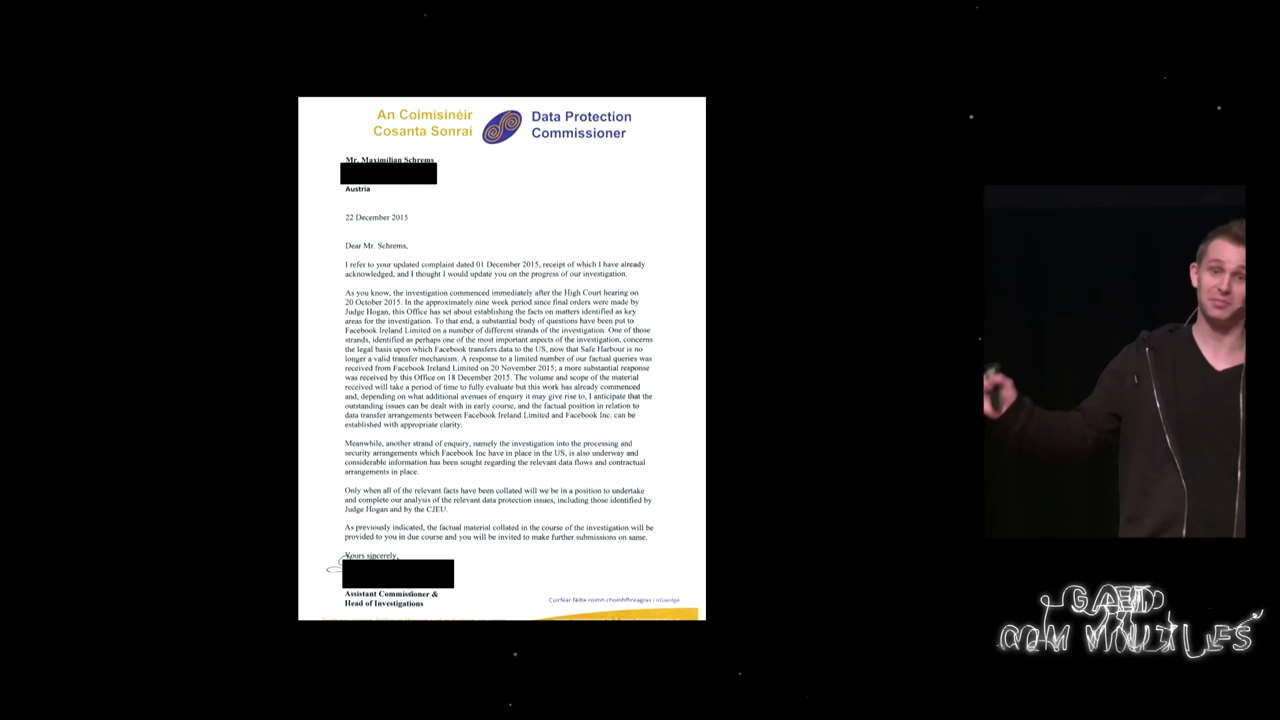 An Coimisinéir
Cosanta Sonraí
Data Protection
Commissioner
Mr. Maximilian Schrems
Austria
22 December 2015
Dear Mr. Schrems,
I refer to your updated complaint dated 01 December 2015, receipt of which I have already
acknowledged, and I thought I would update you on the progress of our investigation.
As you know, the investigation commenced immediately after the High Court hearing on
20 October 2015. In the approximately nine week period since final orders were made by
Judge Hogan, this Office has set about establishing the facts on matters identified as key
areas for the investigation. To that end, a substantial body of questions have been put to
Facebook Ireland Limited on a number of different strands of the investigation. One of those
strands, identified as perhaps one of the most important aspects of the investigation, concerns
the legal basis upon which Facebook transfers data to the US, now that Safe Harbour is no
longer a valid transfer mechanism. A response to a limited number of our factual queries was
received from Facebook Ireland Limited on 20 November 2015; a more substantial response
was received by this Office on 18 December 2015. The volume and scope of the material
received will take a period of time to fully evaluate but this work has already commenced
and, depending on what additional avenues of enquiry it may give rise to, I anticipate that the
outstanding issues can be dealt with in early course, and the factual position in relation to
data transfer arrangements between Facebook Ireland Limited and Facebook Inc. can be
established with appropriate clarity.
Meanwhile, another strand of enquiry, namely the investigation into the processing and
security arrangements which Facebook Inc have in place in the US, is also underway and
considerable information has been sought regarding the relevant data flows and contractual
arrangements in place.
Only when all of the relevant facts have been collated will we be in a position to undertake
and complete our analysis of the relevant data protection issues, including those identified by
Judge Hogan and by the CJEU.
As previously indicated, the factual material collated in the course of the investigation will be
provided to you in due course and you will be invited to make further submissions on same.
Yours sincerely,
Assistant Commissioner &
Head of Investigations
Cuirfear fáilte roimh chomhfhreagras i nGaeilge